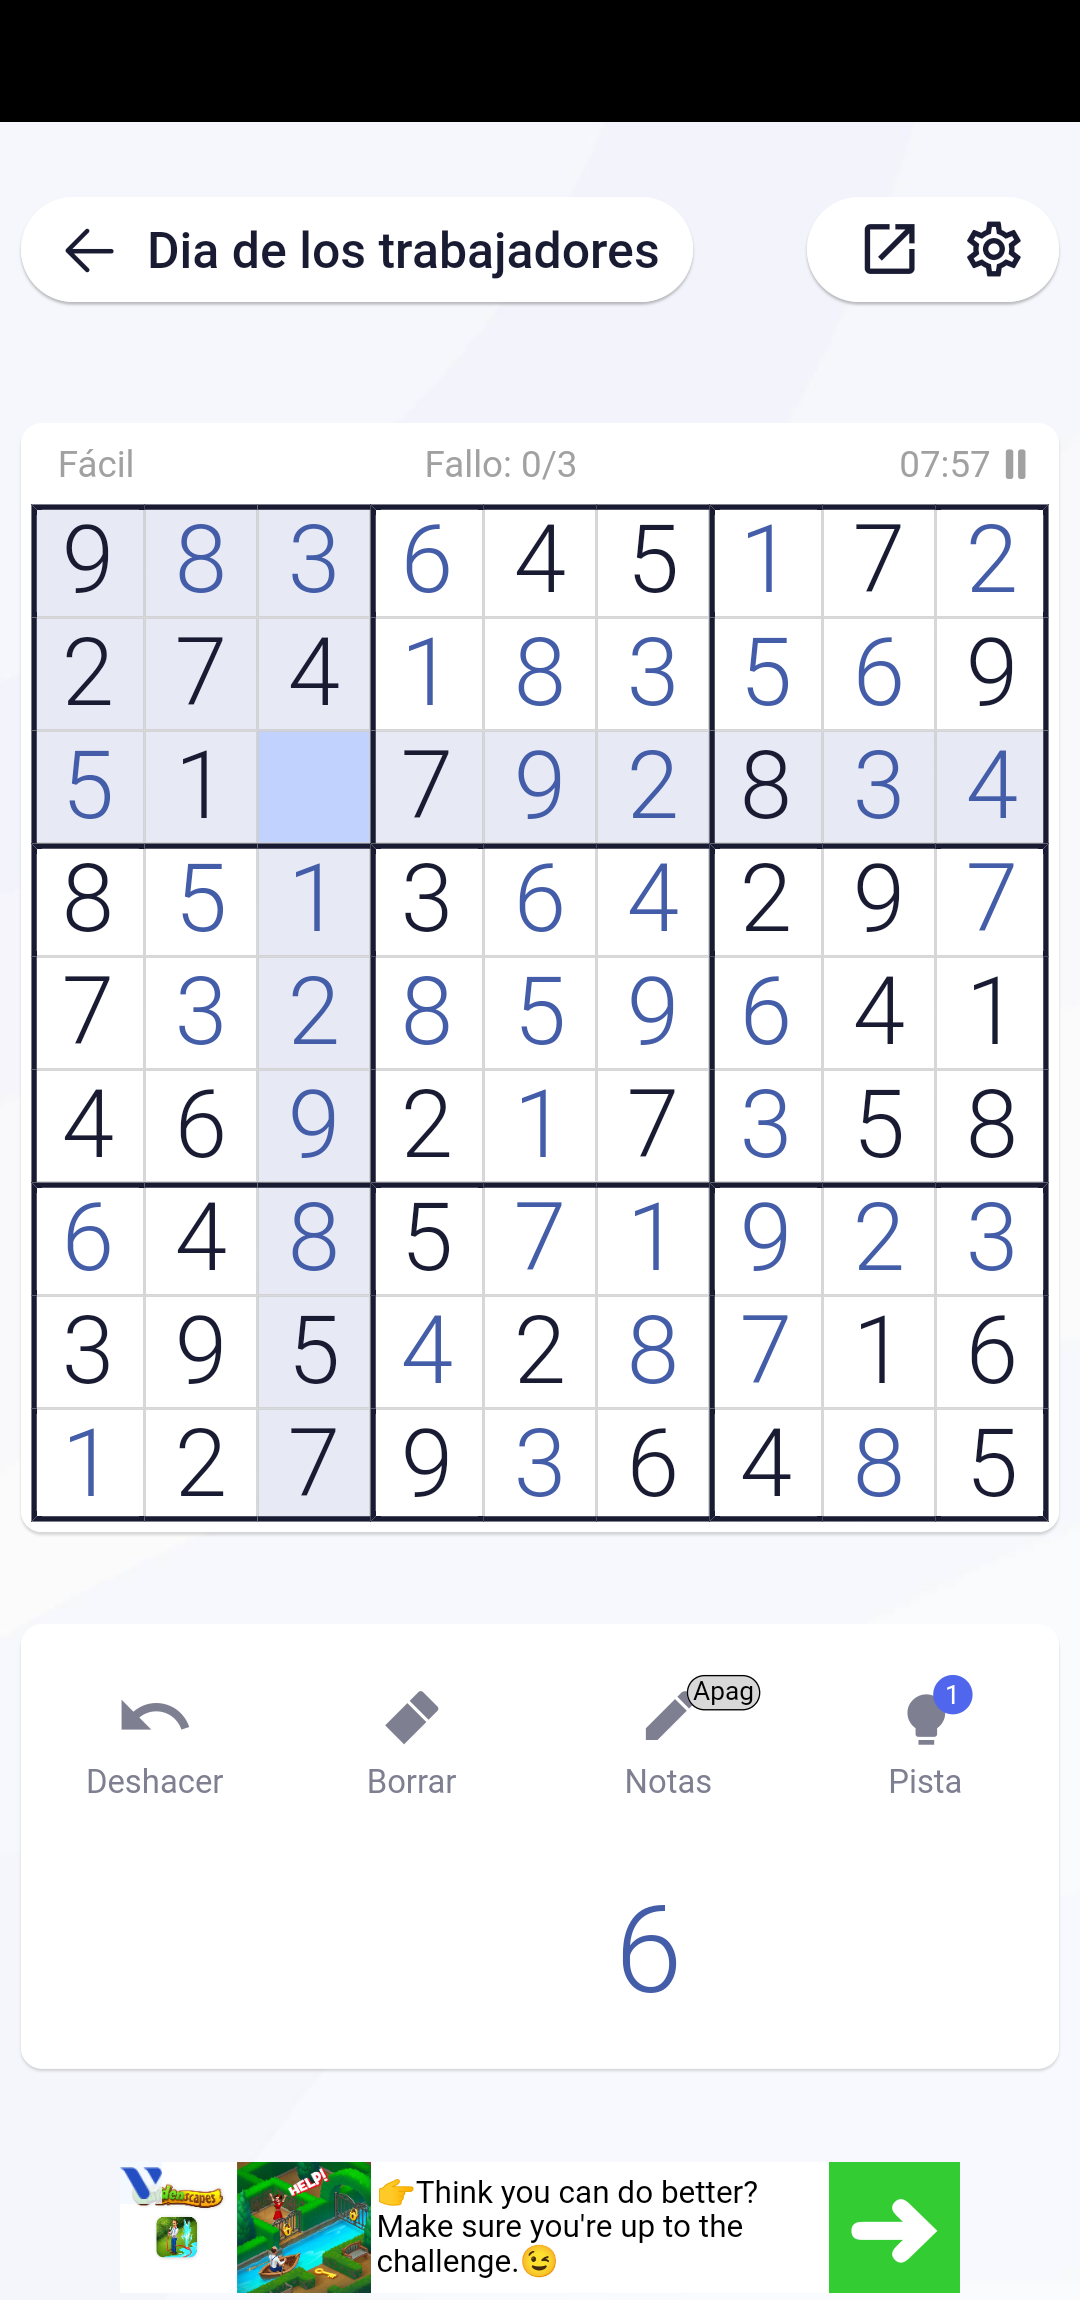 Dia de los trabajadores
Fácil Fallo: 0/3 07:57
9 8 3 6 4 5 1 7 2
2 7 4 1 8 3 5 6 9
5 1 7 9 2 8 3 4
8 5 1 3 6 4 2 9 7
7 3 2 8 5 9 6 4 1
4 6 9 2 1 7 3 5 8
6 4 8 5 7 1 9 2 3
3 9 5 4 2 8 7 1 6
1 2 7 9 3 6 4 8 5
Apag 1
Deshacer Borrar Notas Pista
6
HELP!
👉Think you can do better?
Make sure you're up to the
challenge.😉